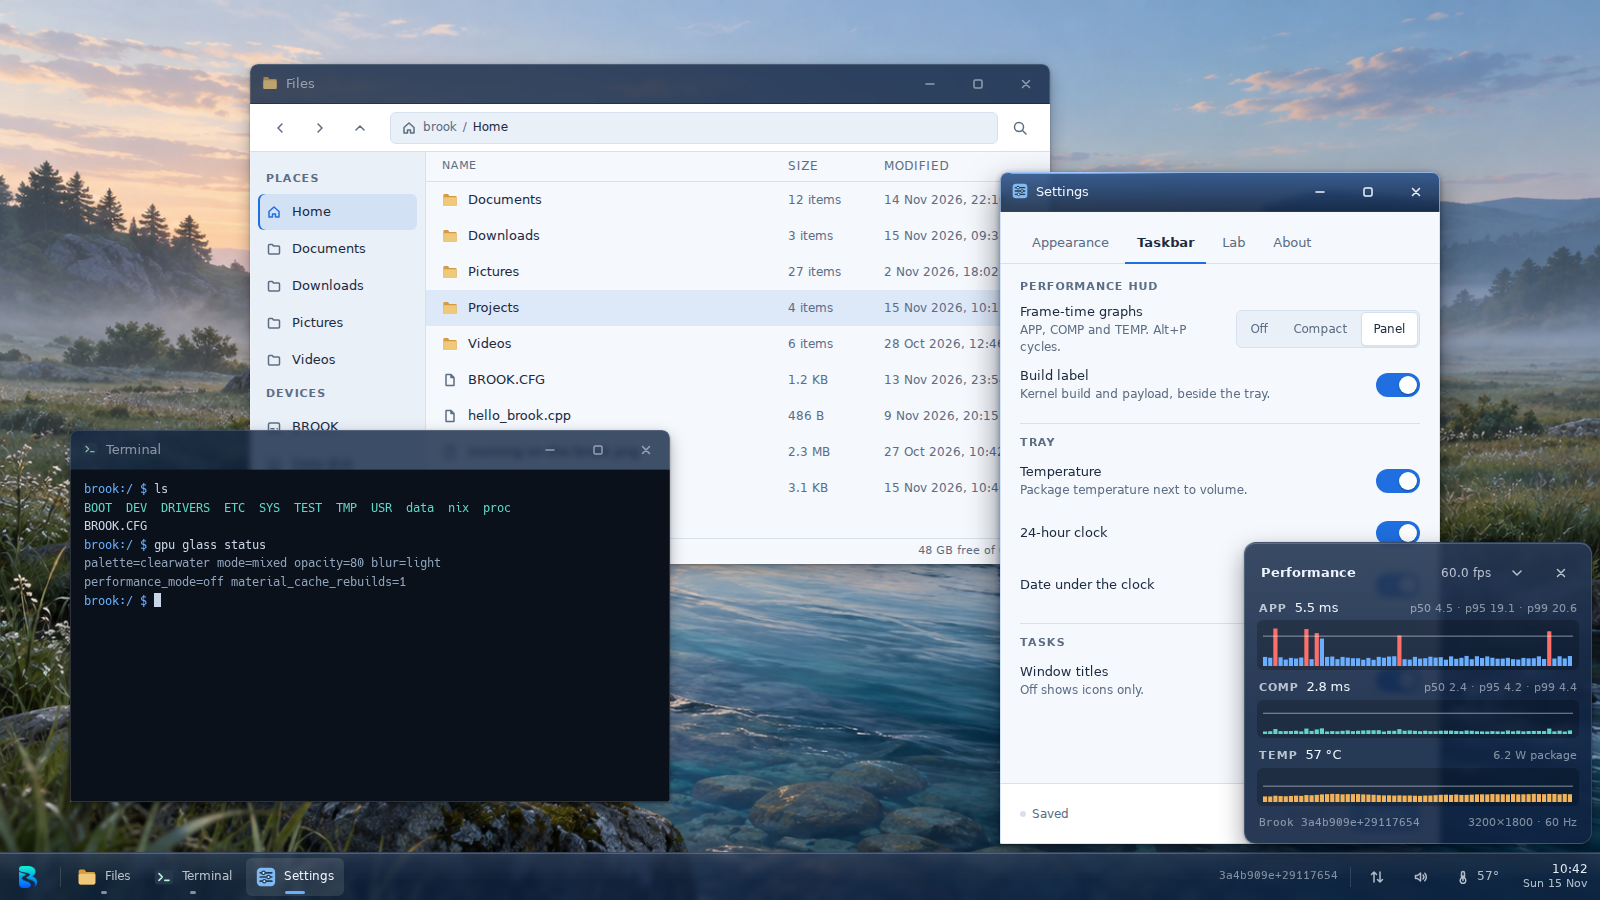 Files
brook / Home
PLACES
Home
Documents
Downloads
Pictures
Videos
DEVICES
BROOK
NAME SIZE MODIFIED
Documents 12 items 14 Nov 2026, 22:1
Downloads 3 items 15 Nov 2026, 09:3
Pictures 27 items 2 Nov 2026, 18:02
Projects 4 items 15 Nov 2026, 10:1
Videos 6 items 28 Oct 2026, 12:46
BROOK.CFG 1.2 KB 13 Nov 2026, 23:5
hello_brook.cpp 486 B 9 Nov 2026, 20:15
2.3 MB 27 Oct 2026, 10:42
3.1 KB 15 Nov 2026, 10:4
48 GB free of
Terminal
brook:/ $ ls
BOOT DEV DRIVERS ETC SYS TEST TMP USR data nix proc
BROOK.CFG
brook:/ $ gpu glass status
palette=clearwater mode=mixed opacity=80 blur=light
performance_mode=off material_cache_rebuilds=1
brook:/ $
Settings
Appearance Taskbar Lab About
PERFORMANCE HUD
Frame-time graphs
APP, COMP and TEMP. Alt+P
cycles.
Off Compact Panel
Build label
Kernel build and payload, beside the tray.
TRAY
Temperature
Package temperature next to volume.
24-hour clock
Date under the clock
TASKS
Window titles
Off shows icons only.
Saved
Performance 60.0 fps
APP 5.5 ms p50 4.5 · p95 19.1 · p99 20.6
COMP 2.8 ms p50 2.4 · p95 4.2 · p99 4.4
TEMP 57 °C 6.2 W package
Brook 3a4b909e+29117654 3200×1800 · 60 Hz
Files Terminal Settings
3a4b909e+29117654
57°
10:42
Sun 15 Nov